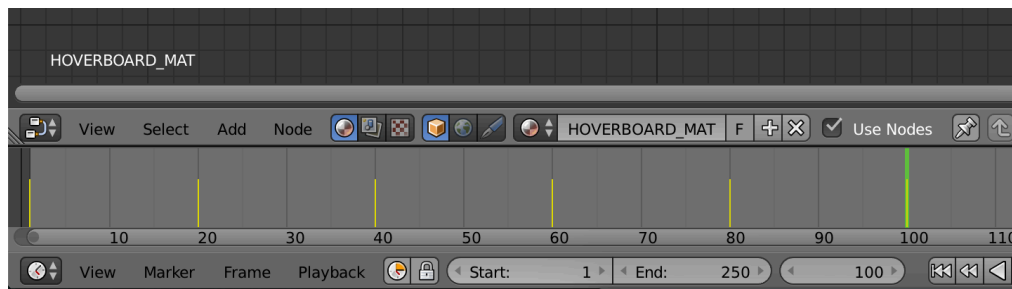 HOVERBOARD_MAT
View Select Add Node HOVERBOARD_MAT F Use Nodes
10 20 30 40 50 60 70 80 90 100 110
View Marker Frame Playback Start: 1 End: 250 100